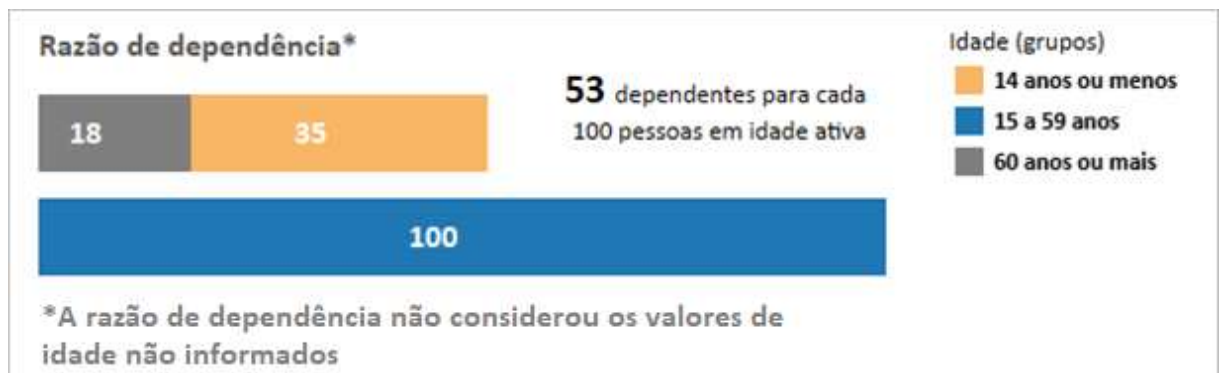 Razão de dependência*
18
35
53 dependentes para cada
100 pessoas em idade ativa
100
*A razão de dependência não considerou os valores de
idade não informados
Idade (grupos)
14 anos ou menos
15 a 59 anos
60 anos ou mais